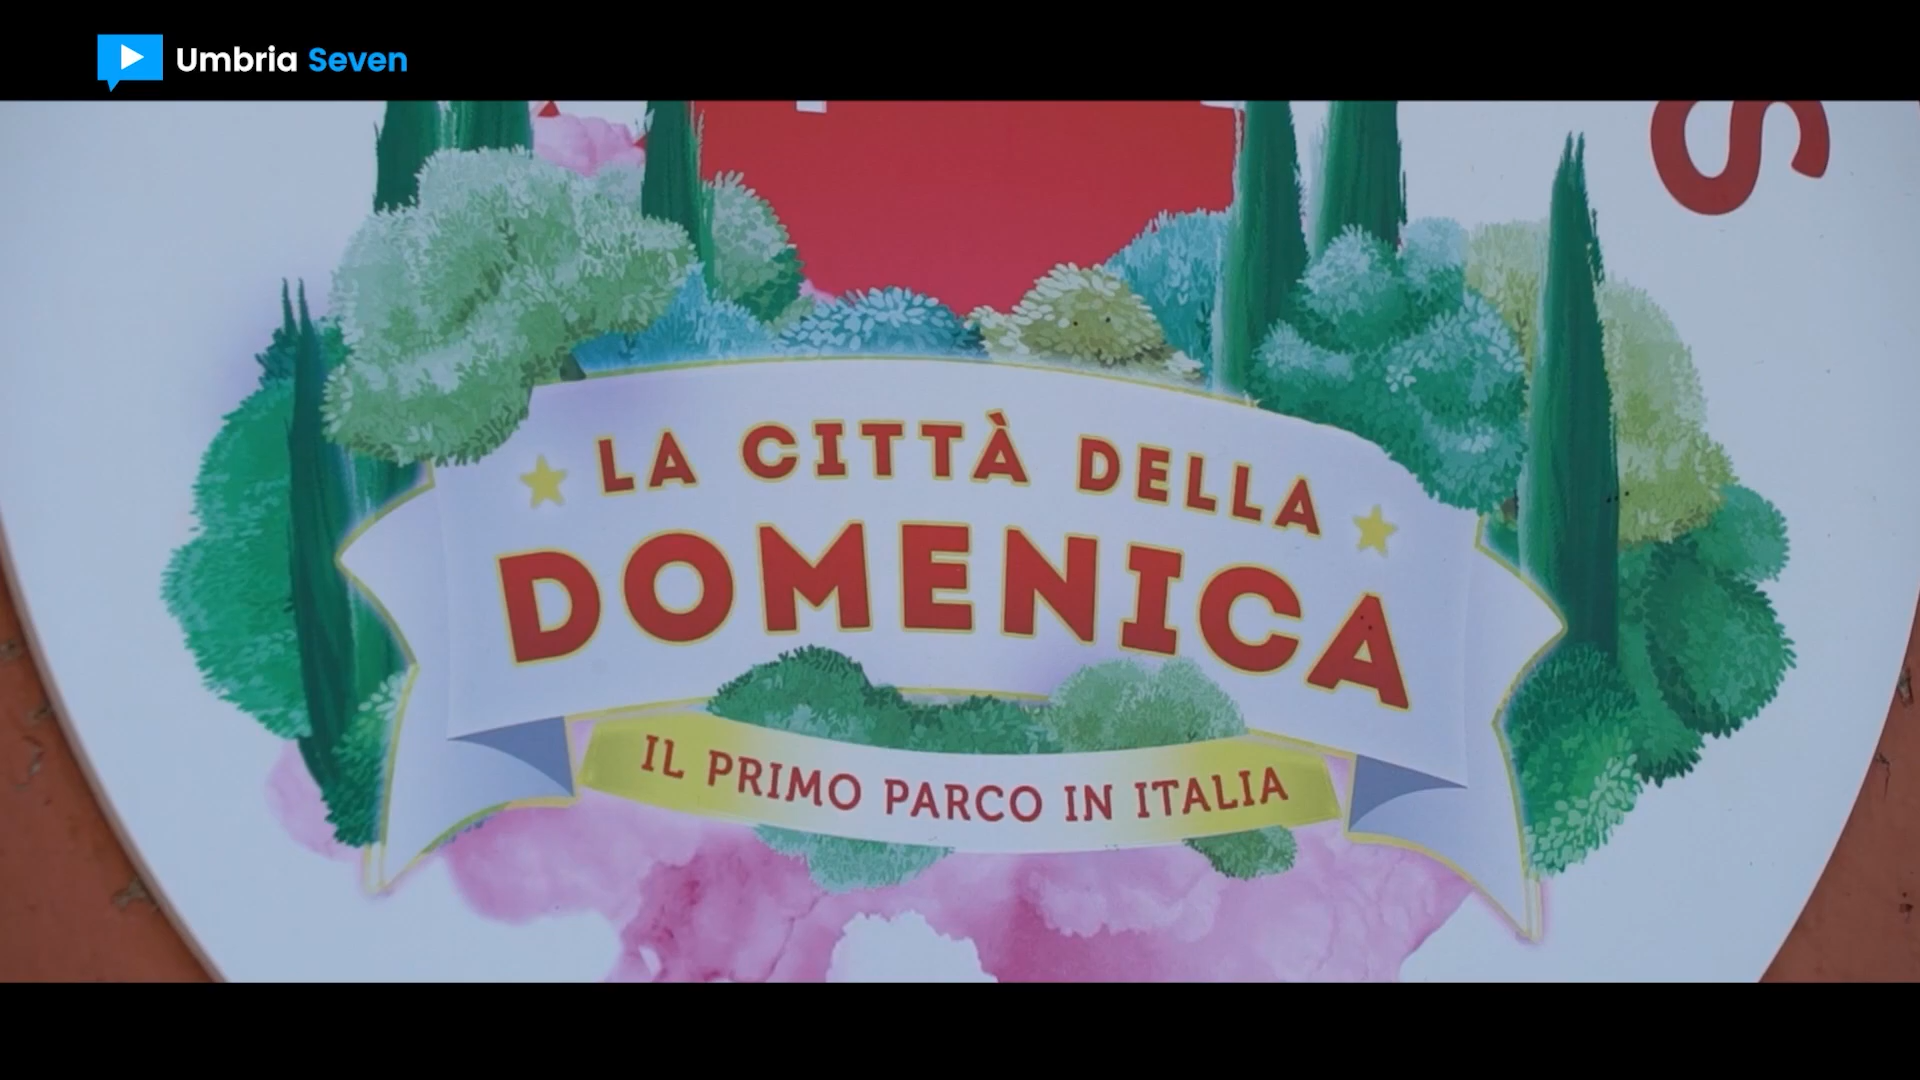 Umbria Seven
S
LA CITTÀ DELLA
DOMENICA
IL PRIMO PARCO IN ITALIA